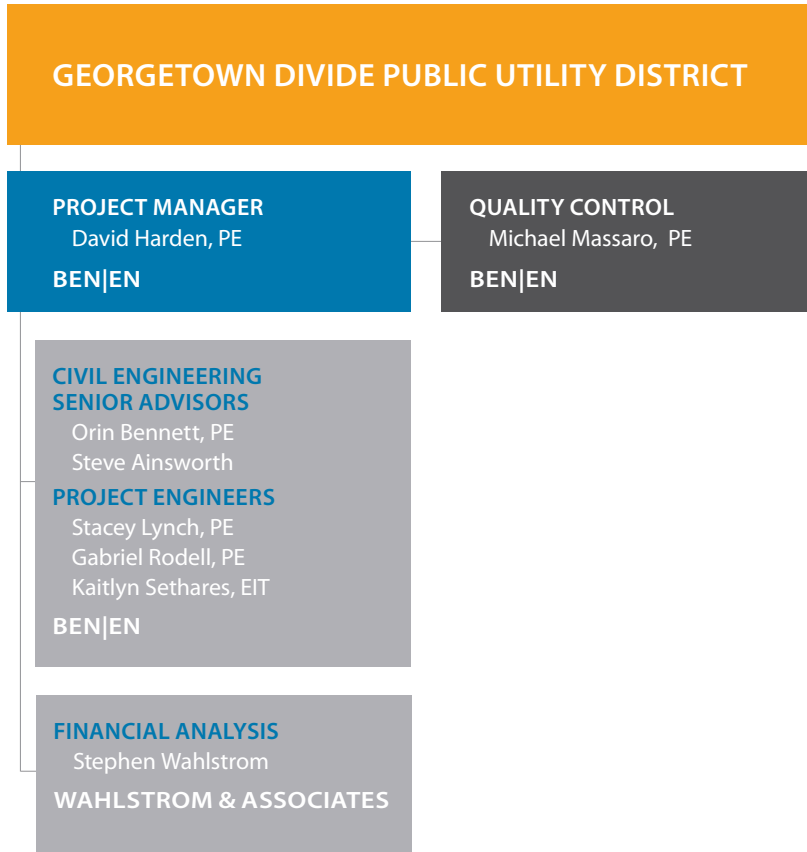 GEORGETOWN DIVIDE PUBLIC UTILITY DISTRICT
PROJECT MANAGER
David Harden, PE
BEN|EN
QUALITY CONTROL
Michael Massaro, PE
BEN|EN
CIVIL ENGINEERING
SENIOR ADVISORS
Orin Bennett, PE
Steve Ainsworth
PROJECT ENGINEERS
Stacey Lynch, PE
Gabriel Rodell, PE
Kaitlyn Sethares, EIT
BEN|EN
FINANCIAL ANALYSIS
Stephen Wahlstrom
WAHLSTROM & ASSOCIATES